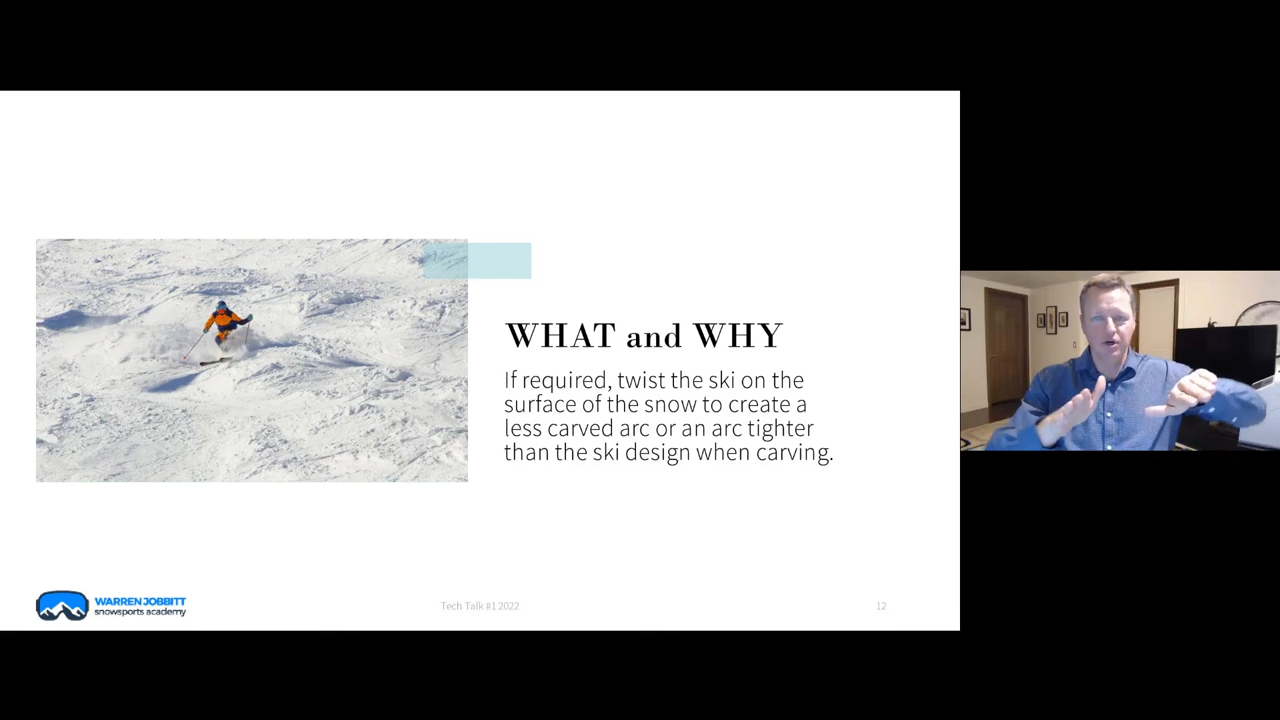 WHAT and WHY
If required, twist the ski on the
surface of the snow to create a
less carved arc or an arc tighter
than the ski design when carving.
WARREN JOBBITT
snowsports academy
Tech Talk #1 2022
12